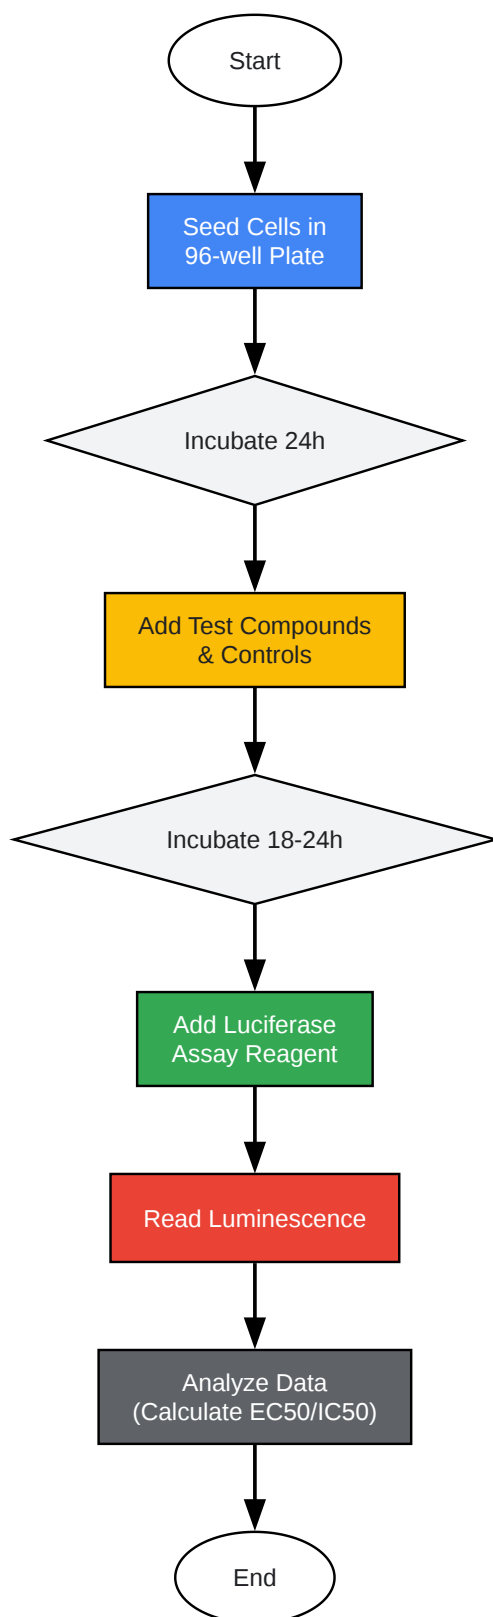 Start
Seed Cells in
96-well Plate
Incubate 24h
Add Test Compounds
& Controls
Incubate 18-24h
Add Luciferase
Assay Reagent
Read Luminescence
Analyze Data
(Calculate EC50/IC50)
End